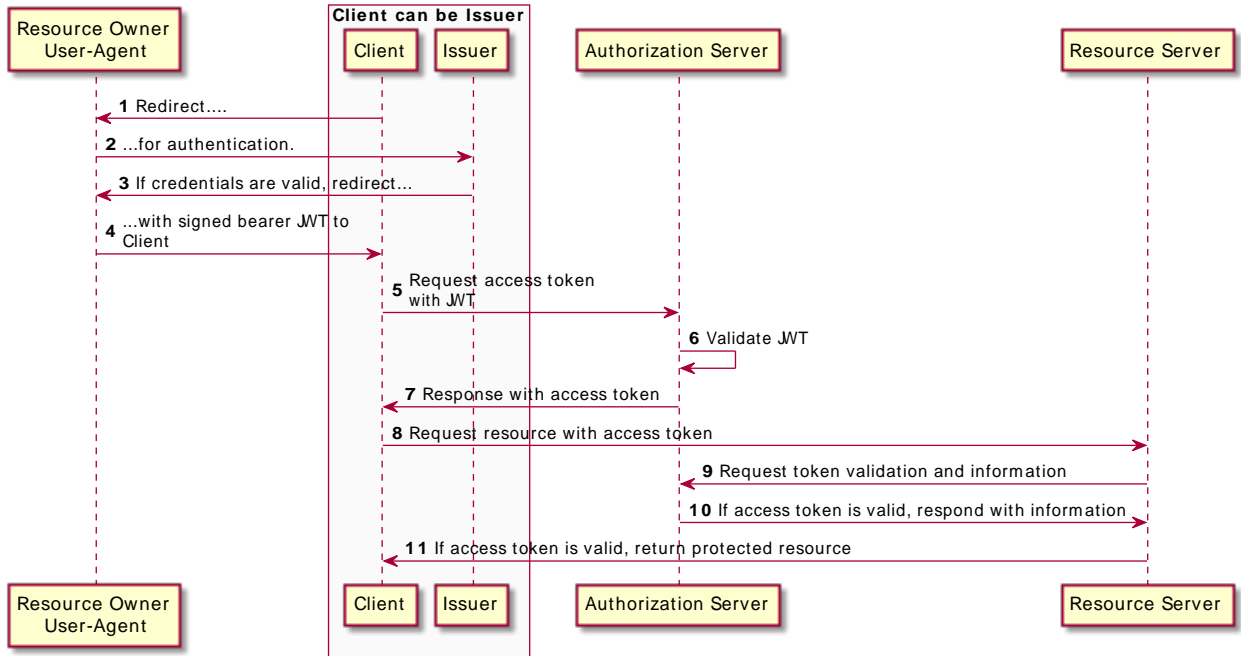 Client can be Issuer
Resource Owner
User-Agent
Client
Issuer
Authorization Server
Resource Server
1 Redirect....
2 ...for authentication.
3 If credentials are valid, redirect...
4 ...with signed bearer JWT to
Client
5 Request access token
with JWT
6 Validate JWT
7 Response with access token
8 Request resource with access token
9 Request token validation and information
10 If access token is valid, respond with information
11 If access token is valid, return protected resource
Resource Owner
User-Agent
Client
Issuer
Authorization Server
Resource Server